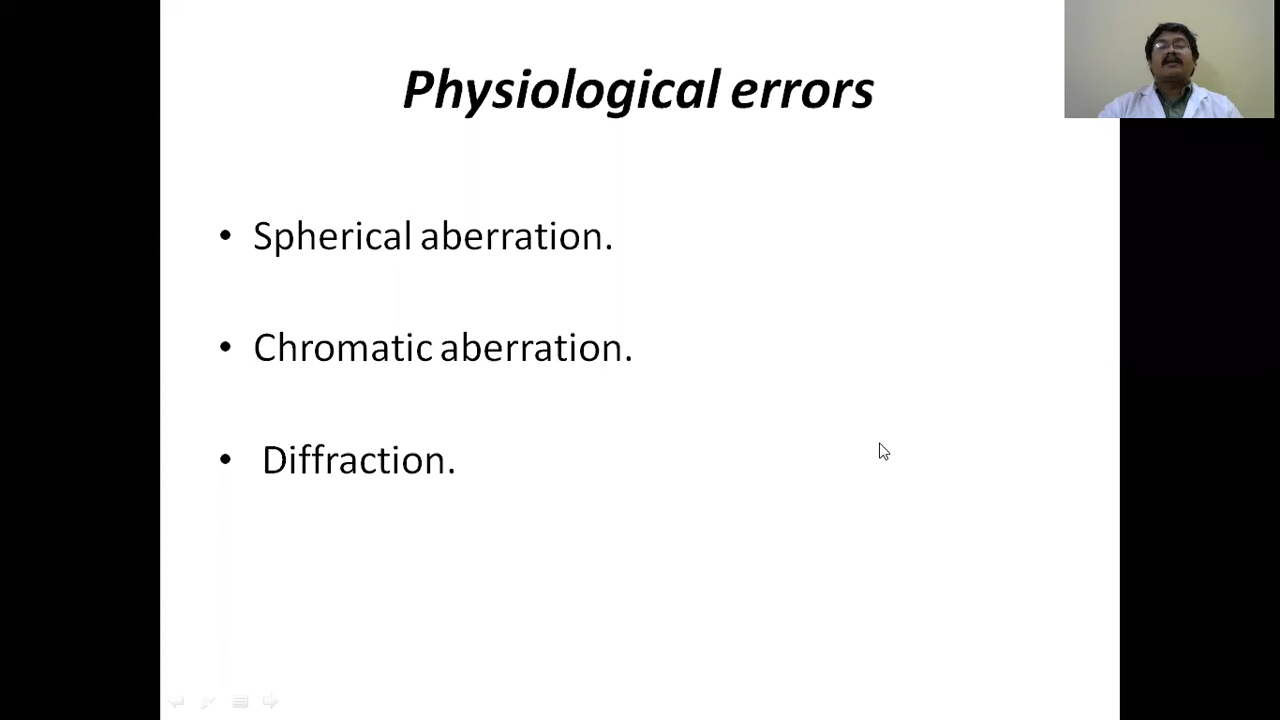 Physiological errors
• Spherical aberration.
• Chromatic aberration.
• Diffraction.